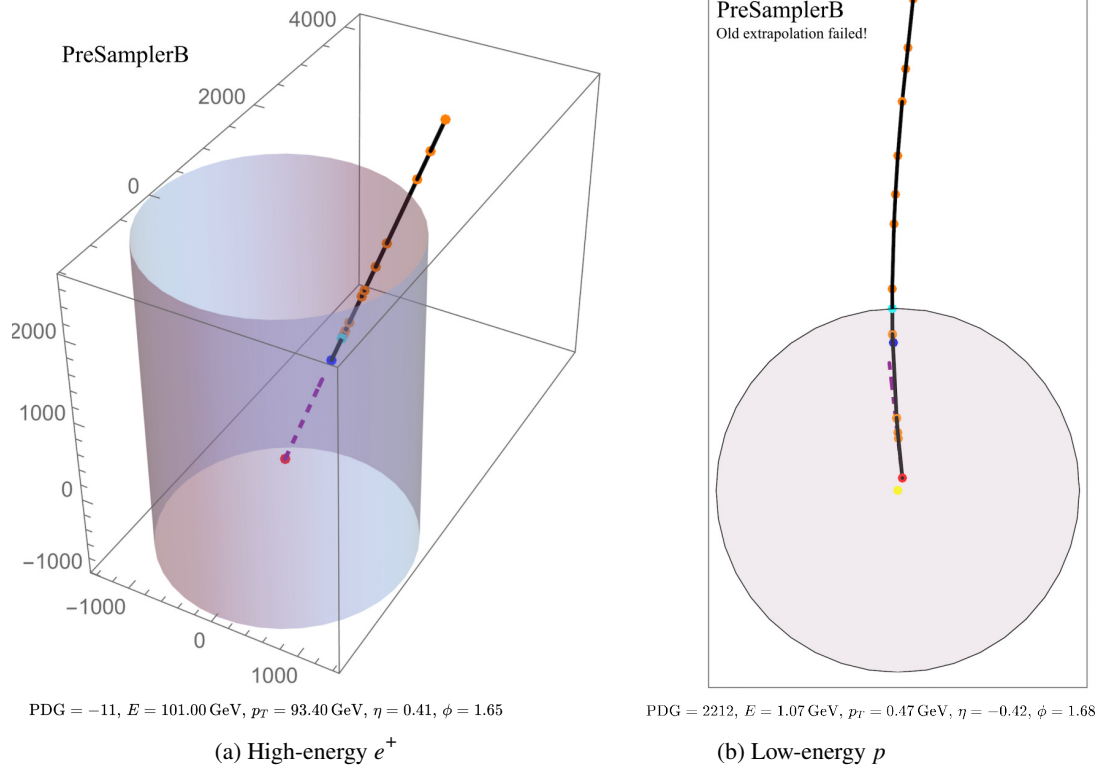 PreSamplerB
4000
2000
0
2000
1000
0
−1000
−1000
0
1000
PDG = −11, E = 101.00 GeV, p_T = 93.40 GeV, η = 0.41, ϕ = 1.65
(a) High-energy e⁺
PreSamplerB
Old extrapolation failed!
PDG = 2212, E = 1.07 GeV, p_T = 0.47 GeV, η = −0.42, ϕ = 1.68
(b) Low-energy p